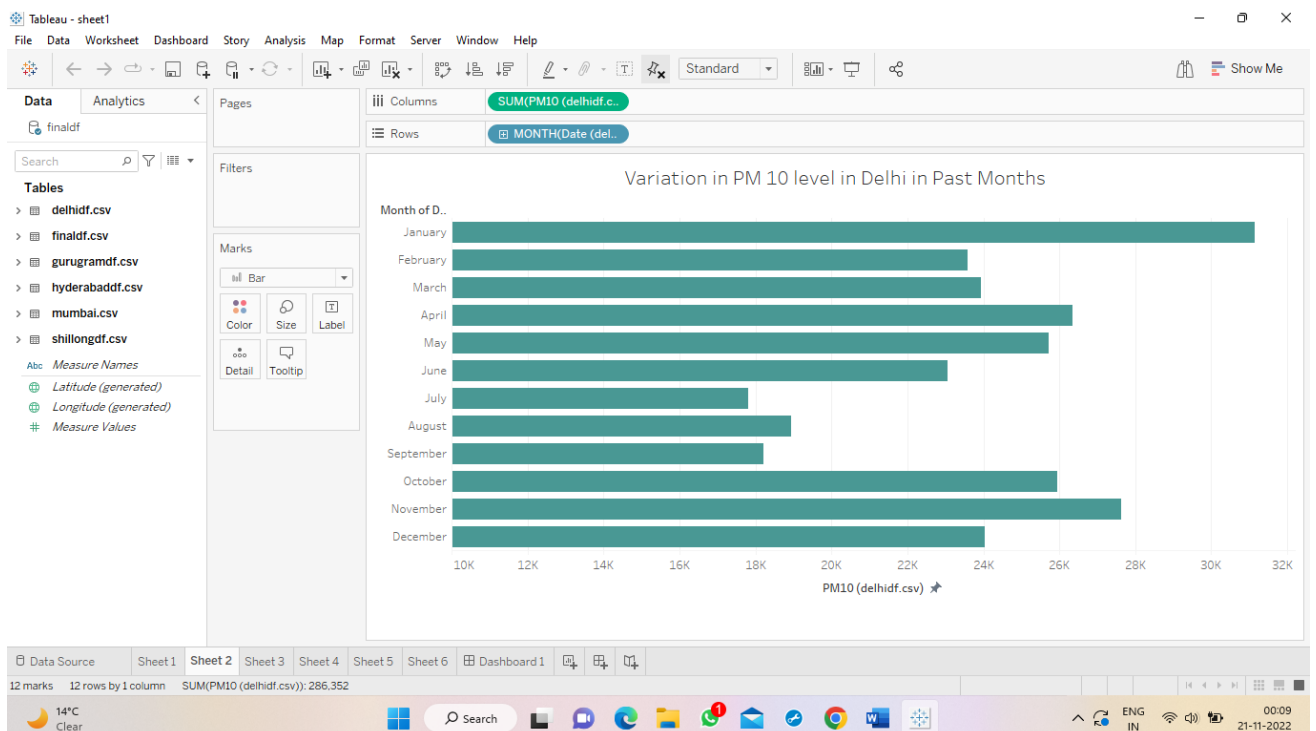 Tableau - sheet1
File Data Worksheet Dashboard Story Analysis Map Format Server Window Help
Standard
Show Me
Data Analytics
finaldf
Search
Tables
delhidf.csv
finaldf.csv
gurugramdf.csv
hyderabaddf.csv
mumbai.csv
shillongdf.csv
Abc Measure Names
Latitude (generated)
Longitude (generated)
# Measure Values
Pages
Filters
Marks
Bar
Color Size Label
Detail Tooltip
Columns SUM(PM10 (delhidf.c..
Rows MONTH(Date (del..
Variation in PM 10 level in Delhi in Past Months
Month of D..
January
February
March
April
May
June
July
August
September
October
November
December
10K 12K 14K 16K 18K 20K 22K 24K 26K 28K 30K 32K
PM10 (delhidf.csv)
Data Source Sheet 1 Sheet 2 Sheet 3 Sheet 4 Sheet 5 Sheet 6 Dashboard 1
12 marks 12 rows by 1 column SUM(PM10 (delhidf.csv)): 286,352
14°C
Clear
Search
1
ENG
IN
00:09
21-11-2022